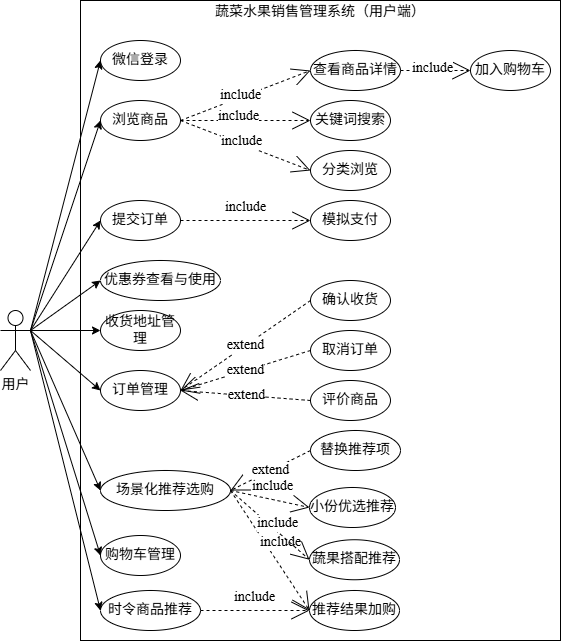 蔬菜水果销售管理系统（用户端）
微信登录
查看商品详情
include
加入购物车
include
浏览商品
include
关键词搜索
include
分类浏览
提交订单
include
模拟支付
优惠券查看与使用
确认收货
收货地址管
理
extend
取消订单
用户
extend
订单管理
extend
评价商品
替换推荐项
extend
场景化推荐选购
include
小份优选推荐
include
include
购物车管理
蔬果搭配推荐
时令商品推荐
include
推荐结果加购